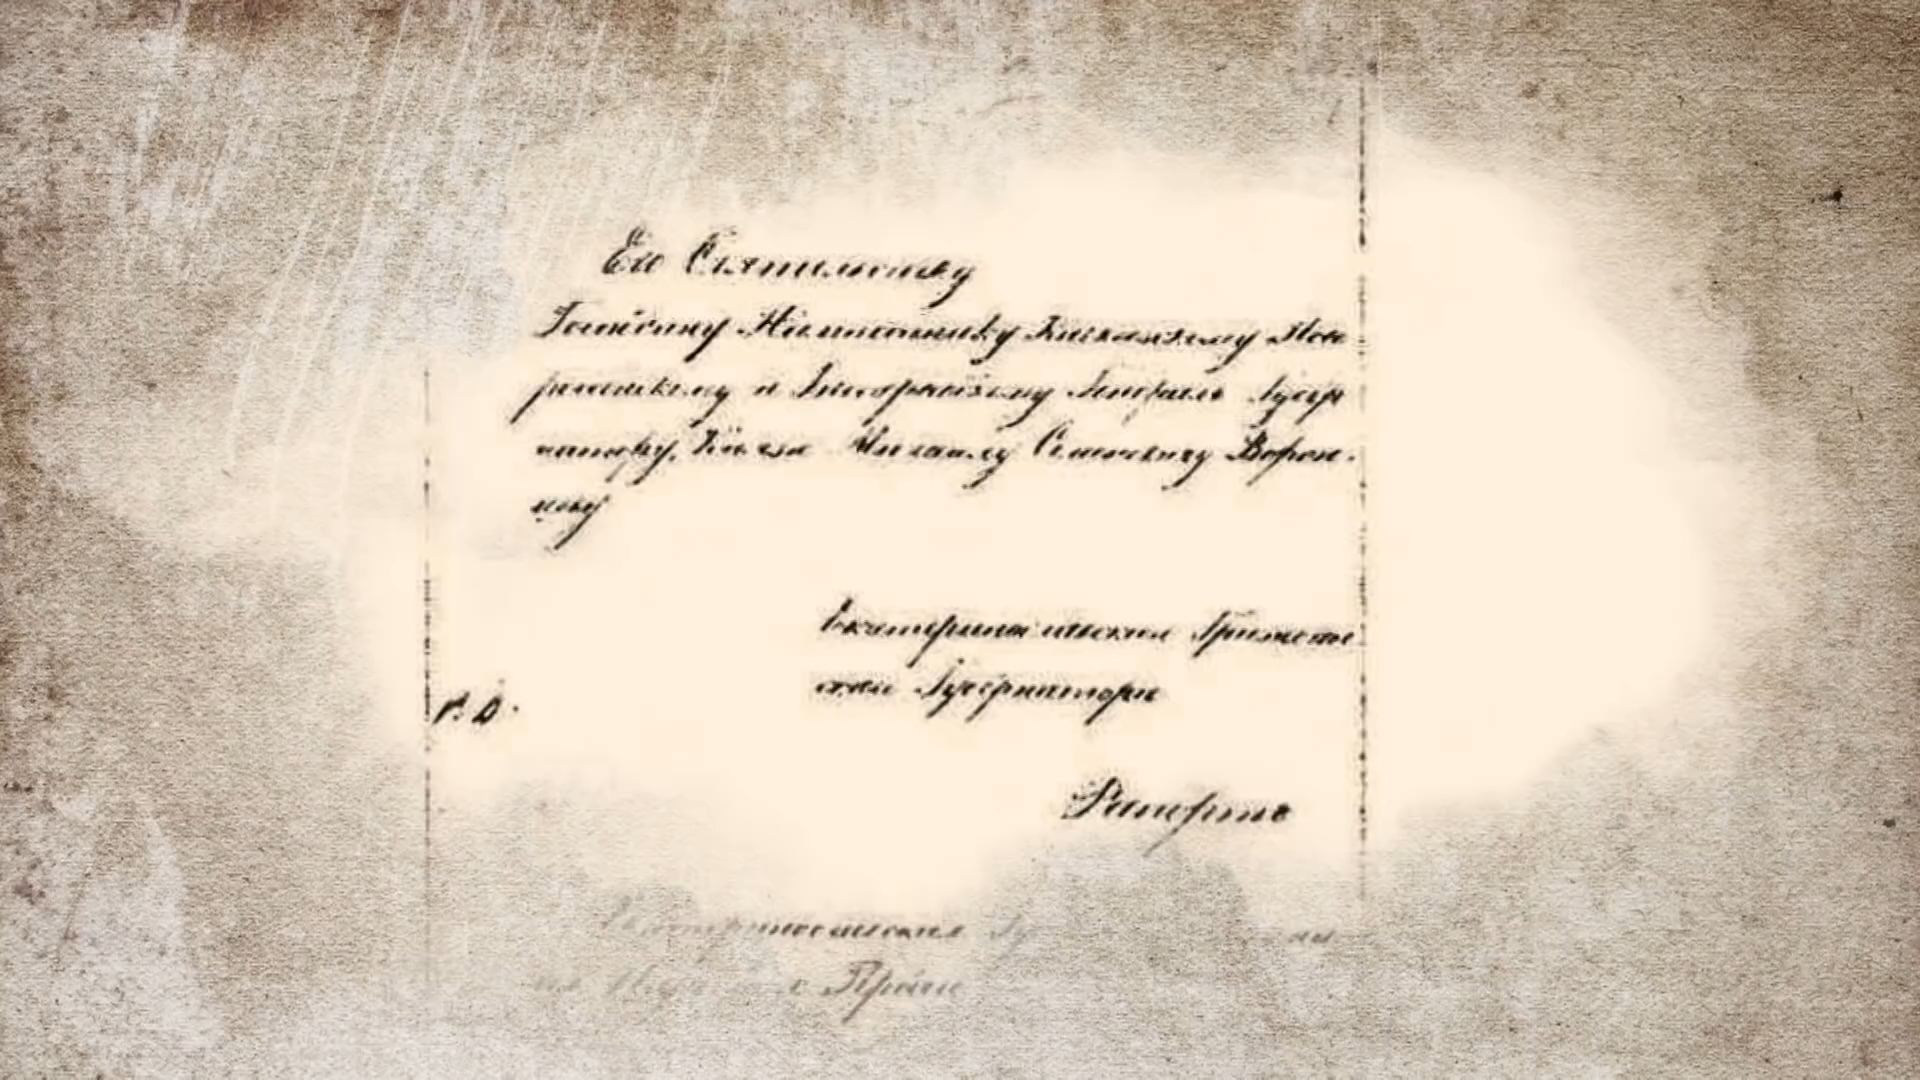 Его Сіятельству
Господину Намѣстнику Кавказскому Ново
россійскому и Бессарабскому Генералъ Губер
натору, Князю Михаилу Семеновичу Ворон
цову
Екатеринославскаго Граждан
скаго Губернатора
Рапортъ
Екатеринославская